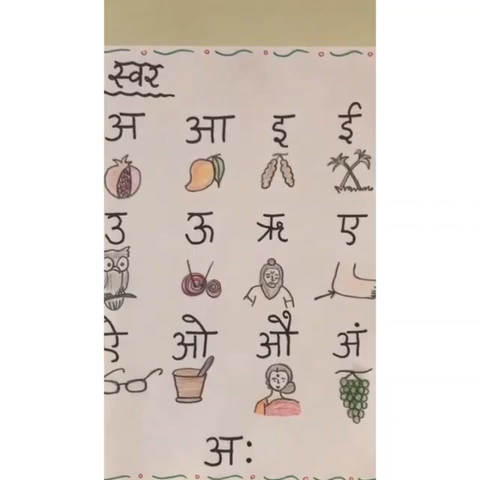 स्वर
अ आ इ ई
उ ऊ ऋ ए
ऐ ओ औ अं
अः